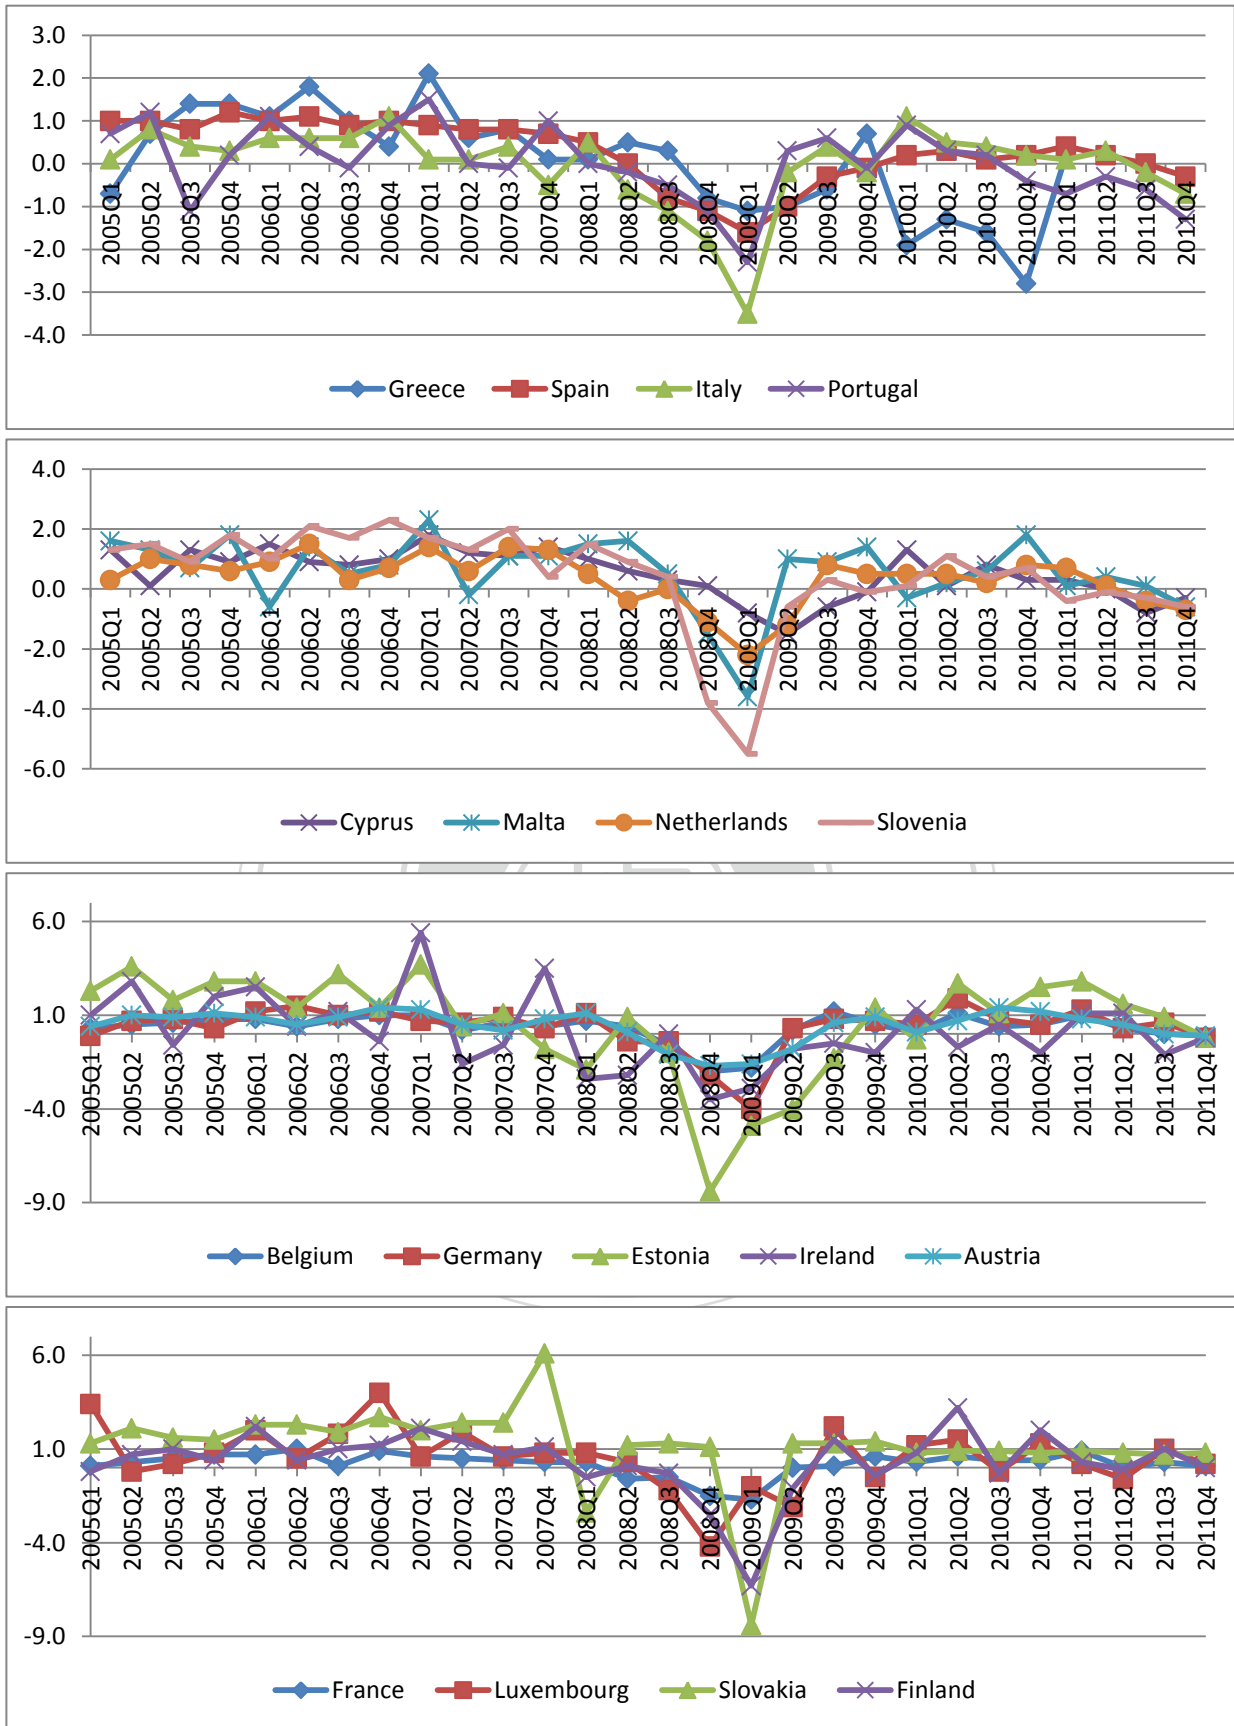 3.0
2.0
1.0
0.0
-1.0
-2.0
-3.0
-4.0
2005Q1 2005Q2 2005Q3 2005Q4 2006Q1 2006Q2 2006Q3 2006Q4 2007Q1 2007Q2 2007Q3 2007Q4 2008Q1 2008Q2 2008Q3 2008Q4 2009Q1 2009Q2 2009Q3 2009Q4 2010Q1 2010Q2 2010Q3 2010Q4 2011Q1 2011Q2 2011Q3 2011Q4
Greece Spain Italy Portugal
4.0
2.0
0.0
-2.0
-4.0
-6.0
2005Q1 2005Q2 2005Q3 2005Q4 2006Q1 2006Q2 2006Q3 2006Q4 2007Q1 2007Q2 2007Q3 2007Q4 2008Q1 2008Q2 2008Q3 2008Q4 2009Q1 2009Q2 2009Q3 2009Q4 2010Q1 2010Q2 2010Q3 2010Q4 2011Q1 2011Q2 2011Q3 2011Q4
Cyprus Malta Netherlands Slovenia
6.0
1.0
-4.0
-9.0
2005Q1 2005Q2 2005Q3 2005Q4 2006Q1 2006Q2 2006Q3 2006Q4 2007Q1 2007Q2 2007Q3 2007Q4 2008Q1 2008Q2 2008Q3 2008Q4 2009Q1 2009Q2 2009Q3 2009Q4 2010Q1 2010Q2 2010Q3 2010Q4 2011Q1 2011Q2 2011Q3 2011Q4
Belgium Germany Estonia Ireland Austria
6.0
1.0
-4.0
-9.0
2005Q1 2005Q2 2005Q3 2005Q4 2006Q1 2006Q2 2006Q3 2006Q4 2007Q1 2007Q2 2007Q3 2007Q4 2008Q1 2008Q2 2008Q3 2008Q4 2009Q1 2009Q2 2009Q3 2009Q4 2010Q1 2010Q2 2010Q3 2010Q4 2011Q1 2011Q2 2011Q3 2011Q4
France Luxembourg Slovakia Finland